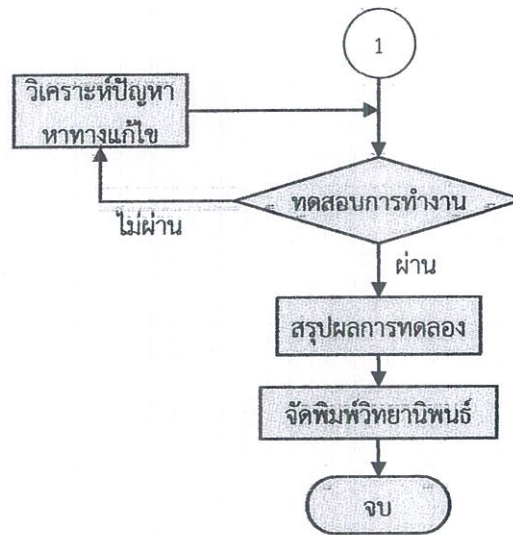 1
วิเคราะห์ปัญหา
หาทางแก้ไข
ทดสอบการทำงาน
ไม่ผ่าน
ผ่าน
สรุปผลการทดลอง
จัดพิมพ์วิทยานิพนธ์
จบ